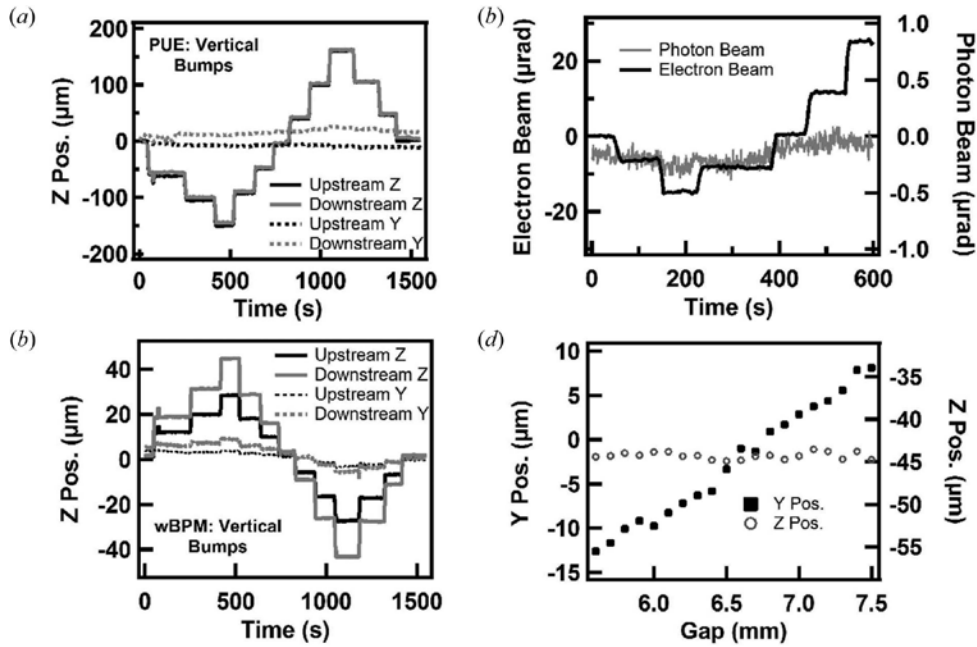 (a)
PUE: Vertical
Bumps
Z Pos. (μm)
200
100
0
-100
-200
Upstream Z
Downstream Z
Upstream Y
Downstream Y
0
500
1000
1500
Time (s)
(b)
Electron Beam (μrad)
20
0
-20
Photon Beam
Electron Beam
1.0
0.5
0.0
-0.5
-1.0
Photon Beam
(μrad)
0
200
400
600
Time (s)
(b)
Z Pos. (μm)
40
20
0
-20
-40
Upstream Z
Downstream Z
Upstream Y
Downstream Y
wBPM: Vertical
Bumps
0
500
1000
1500
Time (s)
(d)
Y Pos. (μm)
10
5
0
-5
-10
-15
Y Pos.
Z Pos.
-35
-40
-45
-50
-55
Z Pos. (μm)
6.0
6.5
7.0
7.5
Gap (mm)